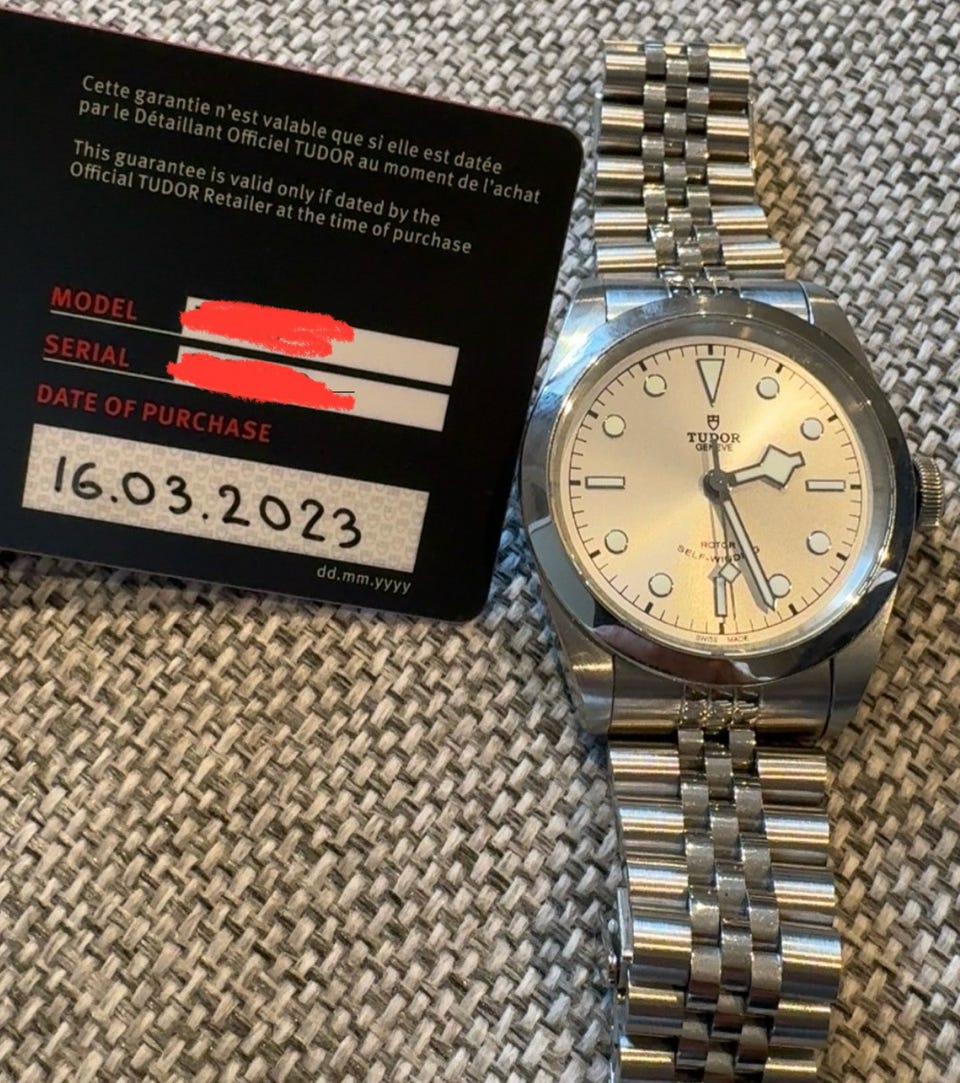 Cette garantie n'est valable que si elle est datée
par le Détaillant Officiel TUDOR au moment de l'achat
This guarantee is valid only if dated by the
Official TUDOR Retailer at the time of purchase
MODEL
SERIAL
DATE OF PURCHASE
16.03.2023
dd.mm.yyyy
TUDOR
GENEVE
ROTOR
SELF-WINDING
SWISS MADE